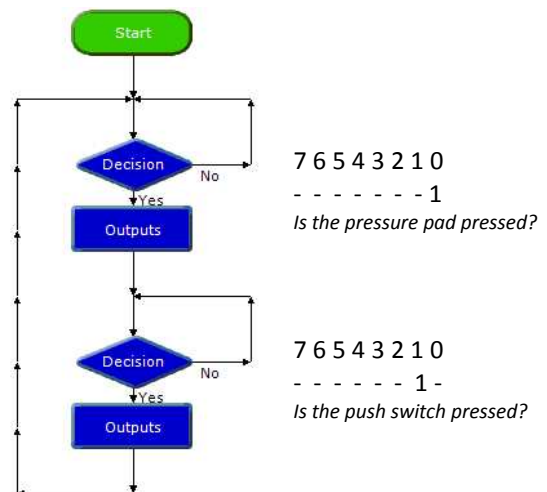 Start
Decision
No
Yes
Outputs
7 6 5 4 3 2 1 0
- - - - - - - 1
Is the pressure pad pressed?
Decision
No
Yes
Outputs
7 6 5 4 3 2 1 0
- - - - - - 1 -
Is the push switch pressed?